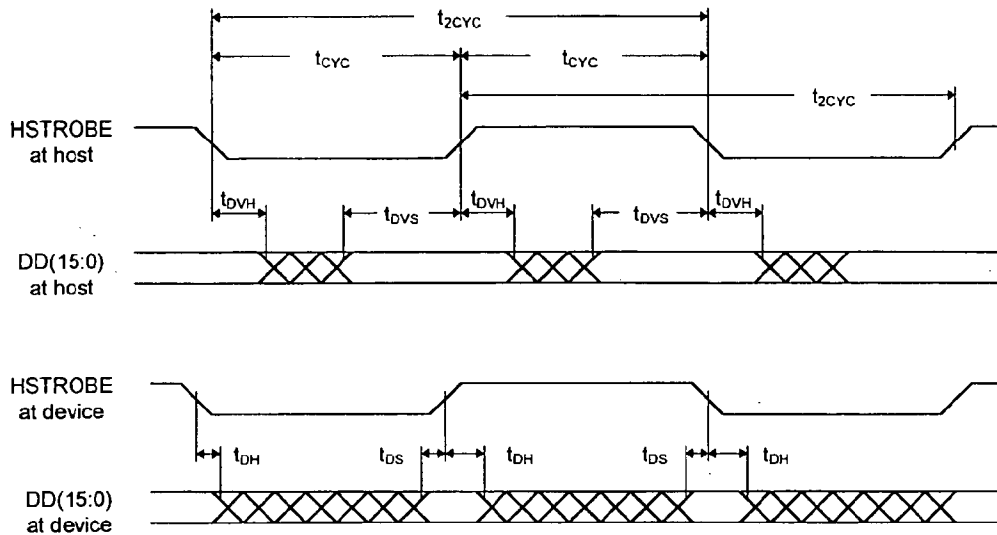 t2CYC
tCYC tCYC
t2CYC
HSTROBE
at host
tDVH tDVS tDVH tDVS tDVH
DD(15:0)
at host
HSTROBE
at device
tDH tDS tDH tDS tDH
DD(15:0)
at device